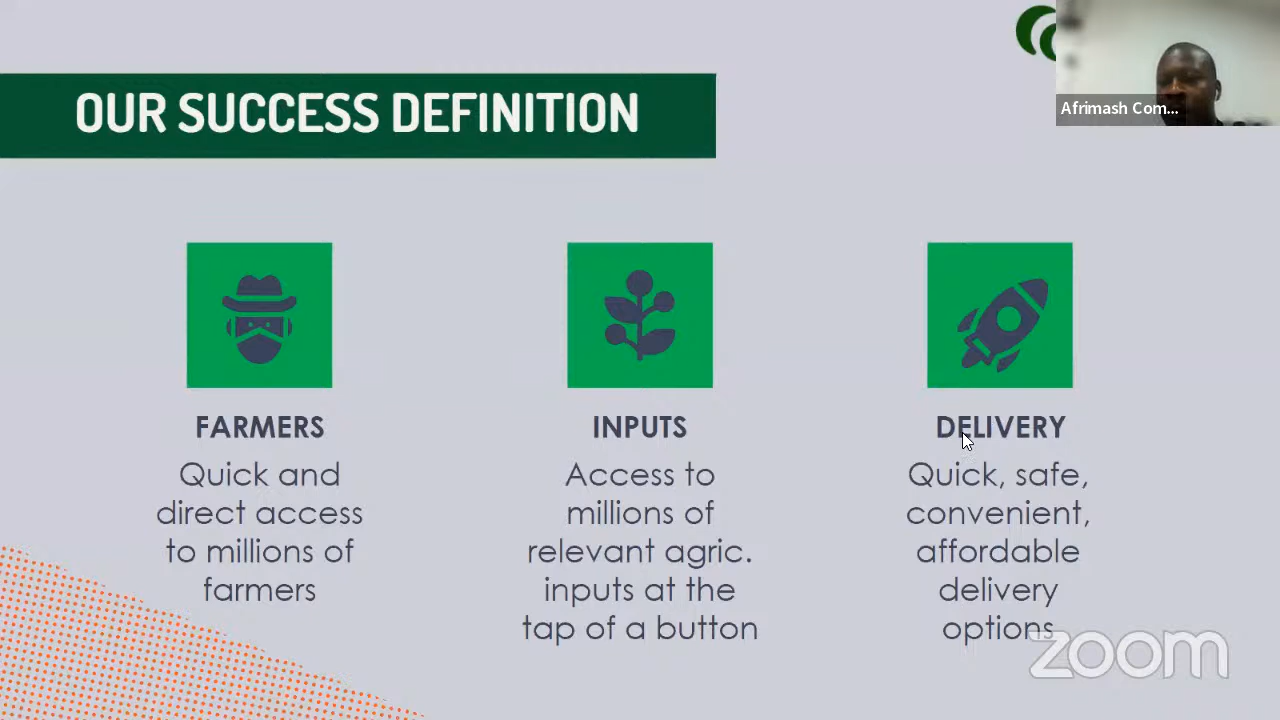 OUR SUCCESS DEFINITION
Afrimash Com...
FARMERS
Quick and
direct access
to millions of
farmers
INPUTS
Access to
millions of
relevant agric.
inputs at the
tap of a button
DELIVERY
Quick, safe,
convenient,
affordable
delivery
options
zoom